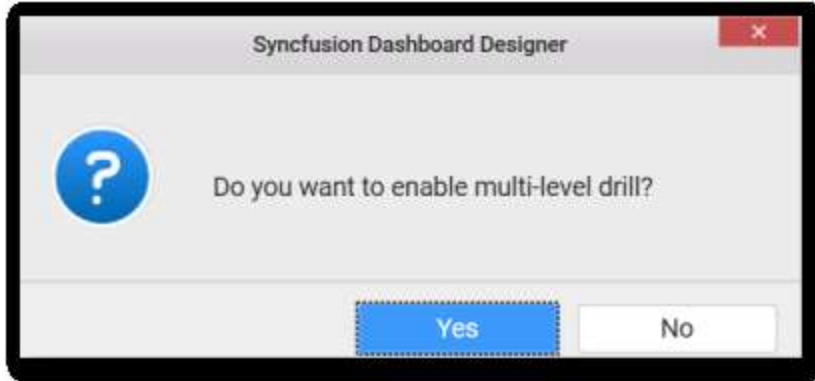 Syncfusion Dashboard Designer
Do you want to enable multi-level drill?
Yes No